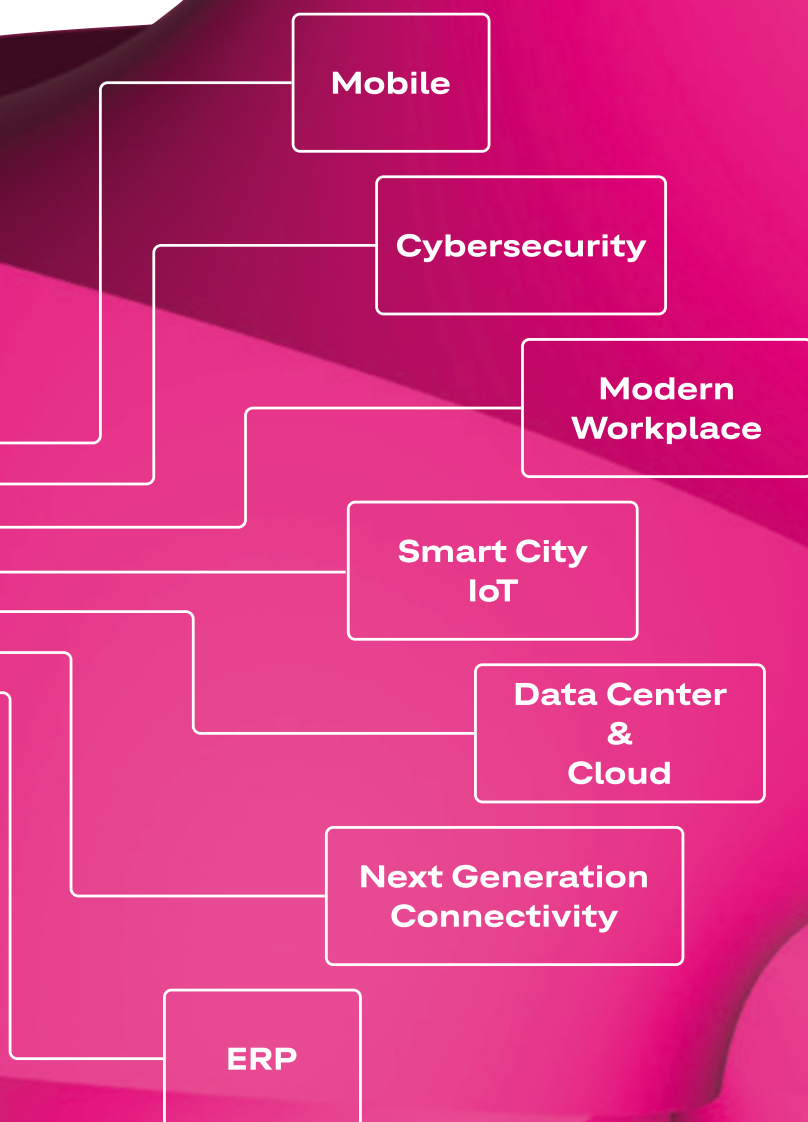 Mobile
Cybersecurity
Modern
Workplace
Smart City
IoT
Data Center
&
Cloud
Next Generation
Connectivity
ERP